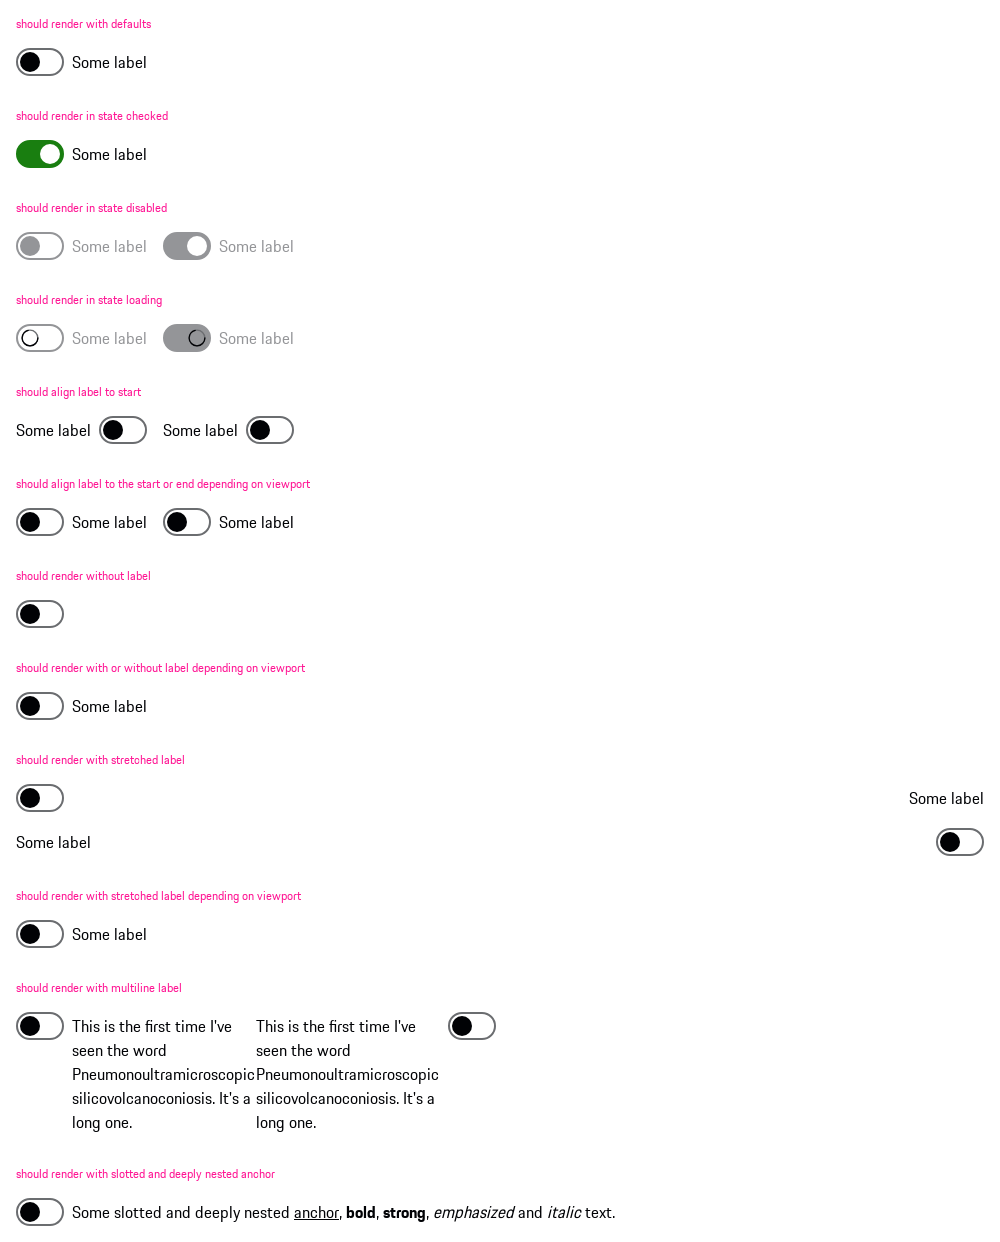 should render with defaults
Some label
should render in state checked
Some label
should render in state disabled
Some label Some label
should render in state loading
Some label Some label
should align label to start
Some label Some label
should align label to the start or end depending on viewport
Some label Some label
should render without label
should render with or without label depending on viewport
Some label
should render with stretched label
Some label
Some label
should render with stretched label depending on viewport
Some label
should render with multiline label
This is the first time I've
seen the word
Pneumonoultramicroscopic
silicovolcanoconiosis. It's a
long one.
This is the first time I've
seen the word
Pneumonoultramicroscopic
silicovolcanoconiosis. It's a
long one.
should render with slotted and deeply nested anchor
Some slotted and deeply nested anchor, bold, strong, emphasized and italic text.